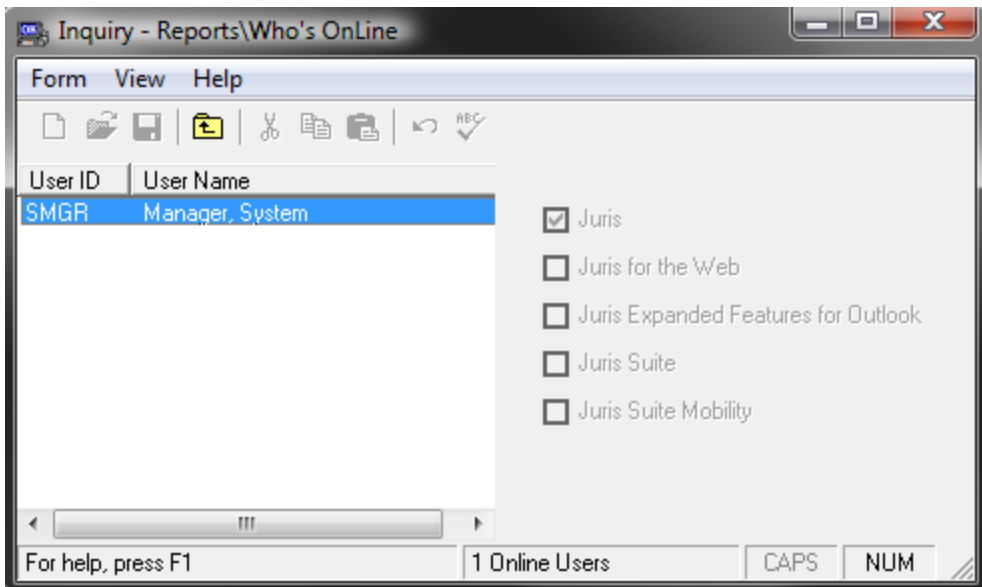 Inquiry - Reports\Who's OnLine
Form View Help
ABC
User ID User Name
SMGR Manager, System
Juris
Juris for the Web
Juris Expanded Features for Outlook
Juris Suite
Juris Suite Mobility
For help, press F1 1 Online Users CAPS NUM